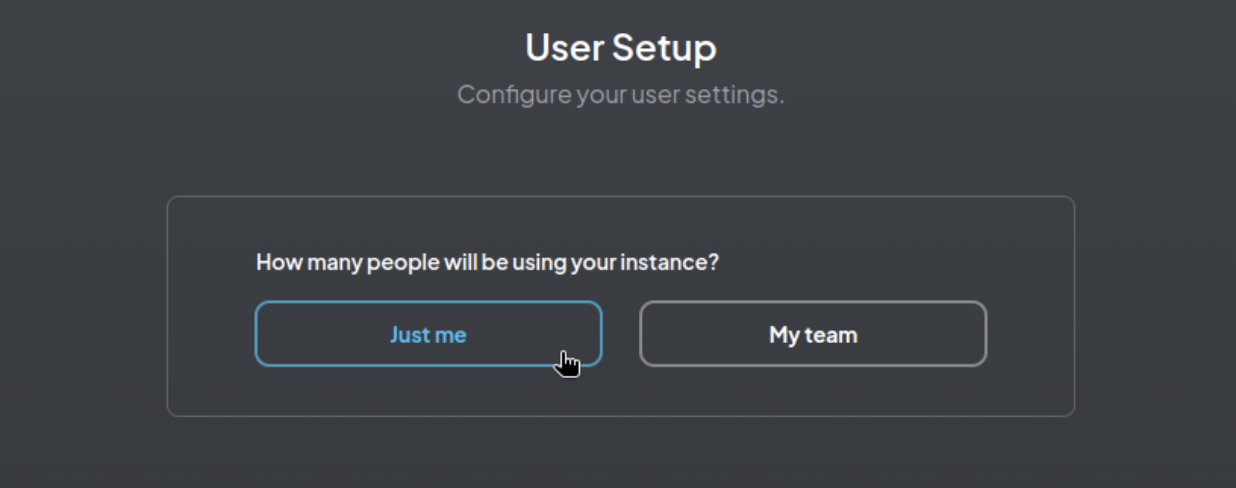 User Setup
Configure your user settings.
How many people will be using your instance?
Just me
My team